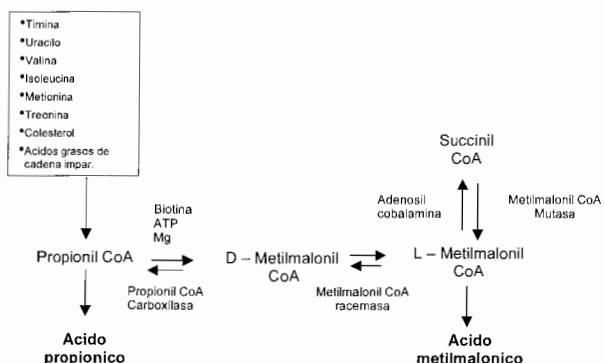 •Timina
•Uracilo
•Valina
•Isoleucina
•Metionina
•Treonina
•Colesterol
•Acidos grasos de
cadena impar.
Succinil
CoA
Adenosil
cobalamina
Metilmalonil CoA
Mutasa
Biotina
ATP
Mg
Propionil CoA
D – Metilmalonil
CoA
L – Metilmalonil
CoA
Propionil CoA
Carboxilasa
Metilmalonil CoA
racemasa
Acido
propionico
Acido
metilmalonico